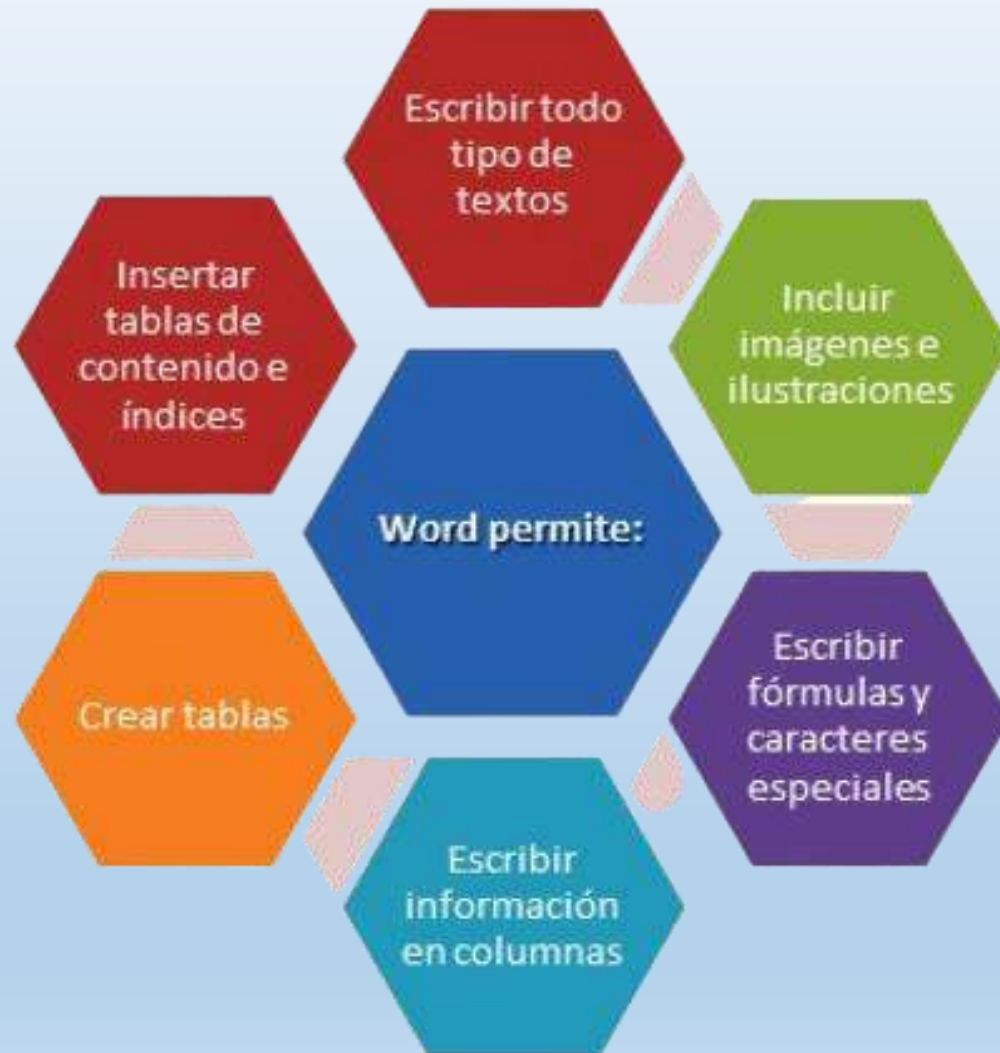 Escribir todo
tipo de
textos
Incluir
imágenes e
ilustraciones
Escribir
fórmulas y
caracteres
especiales
Escribir
información
en columnas
Crear tablas
Insertar
tablas de
contenido e
índices
Word permite: